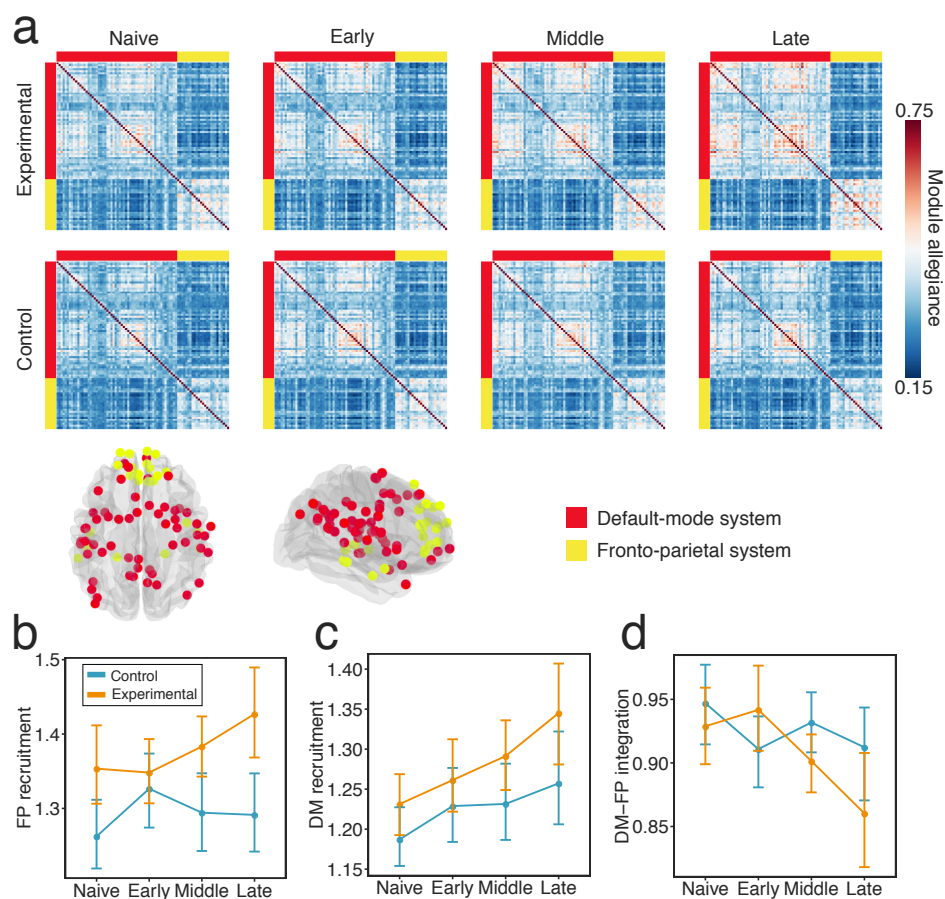 a
Naive Early Middle Late
Experimental
Control
0.75
Module allegiance
0.15
Default-mode system
Fronto-parietal system
b
FP recruitment
1.5
1.4
1.3
Control
Experimental
Naive Early Middle Late
c
DM recruitment
1.40
1.35
1.30
1.25
1.20
1.15
Naive Early Middle Late
d
DM–FP integration
0.95
0.90
0.85
Naive Early Middle Late